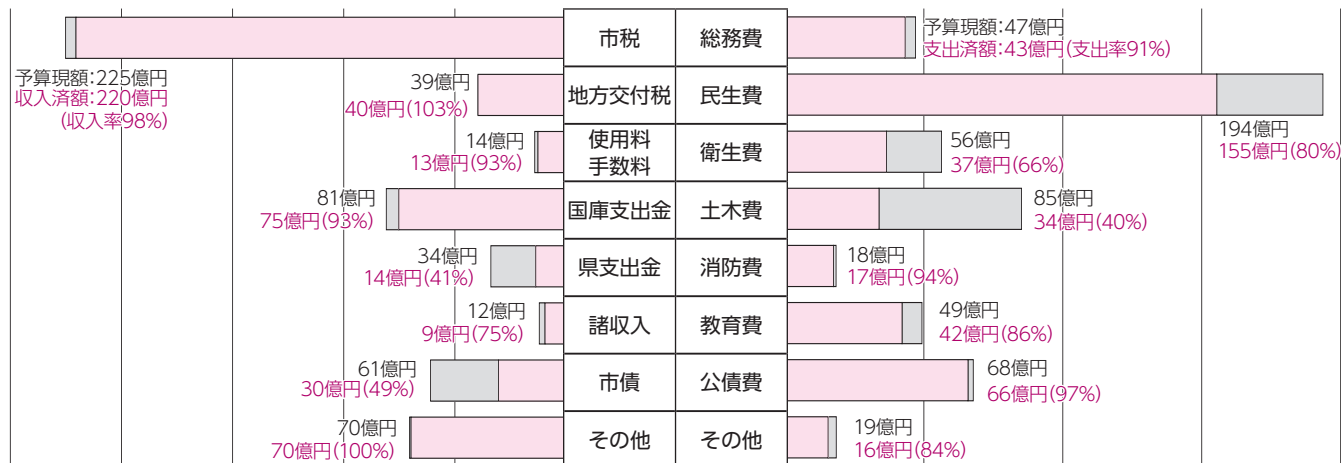 市税
予算現額:225億円
収入済額:220億円
(収入率98%)
総務費
予算現額:47億円
支出済額:43億円(支出率91%)
地方交付税
39億円
40億円(103%)
民生費
194億円
155億円(80%)
使用料
手数料
14億円
13億円(93%)
衛生費
56億円
37億円(66%)
国庫支出金
81億円
75億円(93%)
土木費
85億円
34億円(40%)
県支出金
34億円
14億円(41%)
消防費
18億円
17億円(94%)
諸収入
12億円
9億円(75%)
教育費
49億円
42億円(86%)
市債
61億円
30億円(49%)
公債費
68億円
66億円(97%)
その他
70億円
70億円(100%)
その他
19億円
16億円(84%)